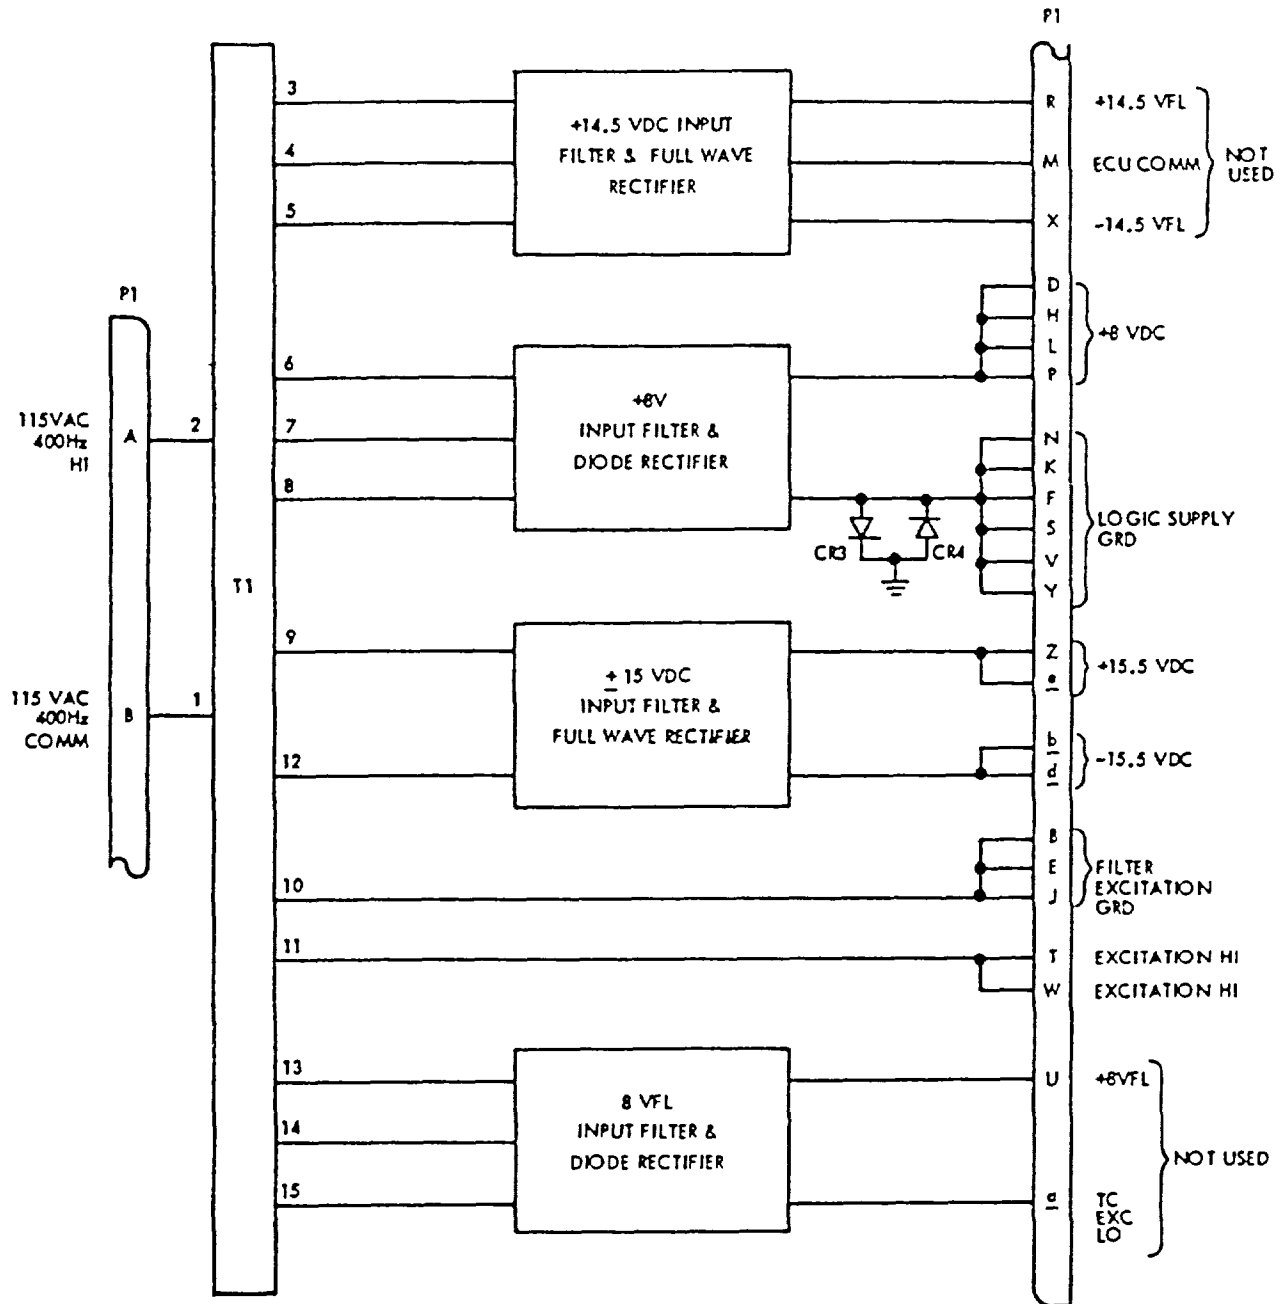 P1
3
+14.5 VDC INPUT
FILTER & FULL WAVE
RECTIFIER
R
+14.5 VFL
4
M
ECU COMM
NOT
USED
5
X
-14.5 VFL
P1
D
H
+8 VDC
L
P
6
+8V
INPUT FILTER &
DIODE RECTIFIER
115VAC
400Hz
HI
A
2
7
8
N
K
F
S
V
Y
LOGIC SUPPLY
GRD
CR3
CR4
T1
9
+ 15 VDC
INPUT FILTER &
FULL WAVE RECTIFIER
Z
e
+15.5 VDC
115 VAC
400Hz
COMM
B
1
12
b
d
-15.5 VDC
10
B
E
J
FILTER
EXCITATION
GRD
11
T
EXCITATION HI
W
EXCITATION HI
13
8 VFL
INPUT FILTER &
DIODE RECTIFIER
U
+8VFL
14
NOT USED
15
a
TC
EXC
LO